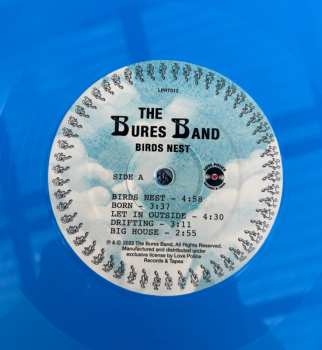 LPRT012
THE
BURES BAND
BIRDS NEST
SIDE A
BIRDS NEST - 4:58
BORN - 3:37
LET IN OUTSIDE - 4:30
DRIFTING - 3:11
BIG HOUSE - 2:55
℗ & © 2023 The Bures Band, All Rights Reserved.
Manufactured and distributed under
exclusive license by Love Police
Records & Tapes